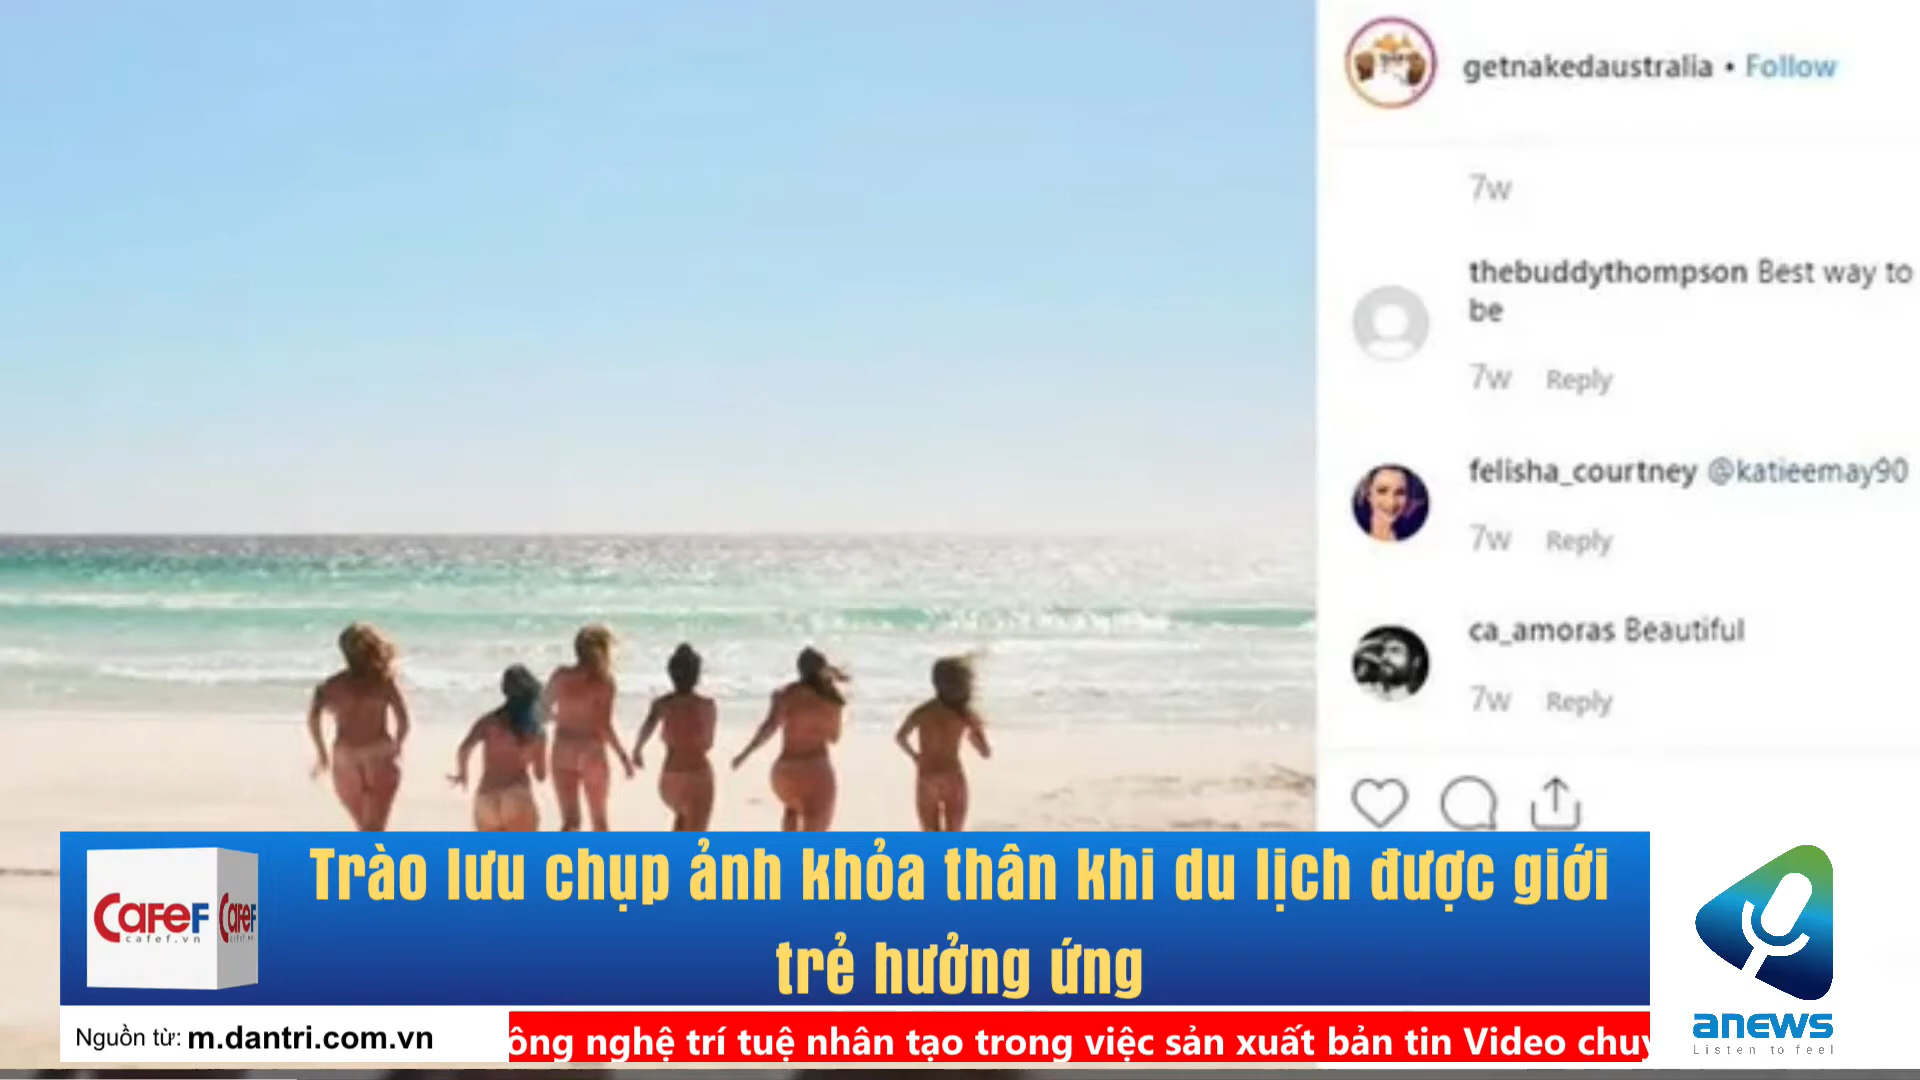 getnakedaustralia • Follow
7w
thebuddythompson Best way to
be
7w Reply
felisha_courtney @katieemay90
7w Reply
ca_amoras Beautiful
7w Reply
Trào lưu chụp ảnh khỏa thân khi du lịch được giới
trẻ hưởng ứng
CafeF
cafef.vn
CafeF
Nguồn từ: m.dantri.com.vn
ông nghệ trí tuệ nhân tạo trong việc sản xuất bản tin Video chuy
anews
Listen to feel